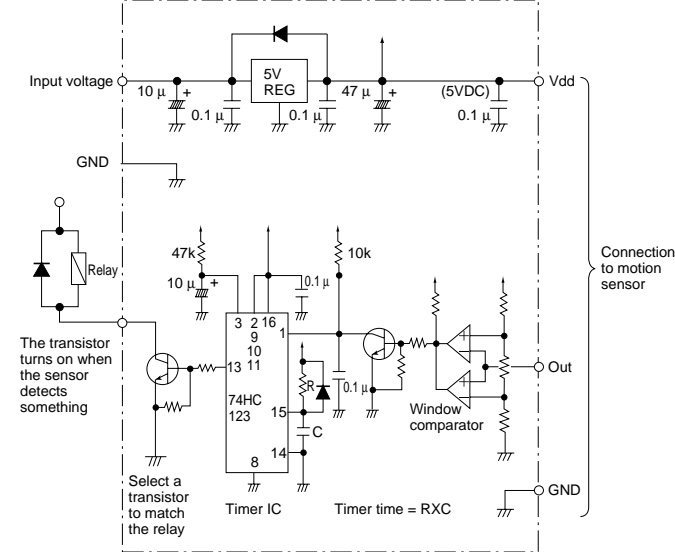 Input voltage
10 μ
+
0.1 μ
5V
REG
0.1 μ
47 μ
+
(5VDC)
0.1 μ
Vdd
GND
Relay
47k
10 μ
+
0.1 μ
10k
3 2 16
9
10
11
1
13
74HC
123
15
14
8
R
C
0.1 μ
Window
comparator
Out
Connection
to motion
sensor
The transistor
turns on when
the sensor
detects
something
Select a
transistor
to match
the relay
Timer IC
Timer time = RXC
GND